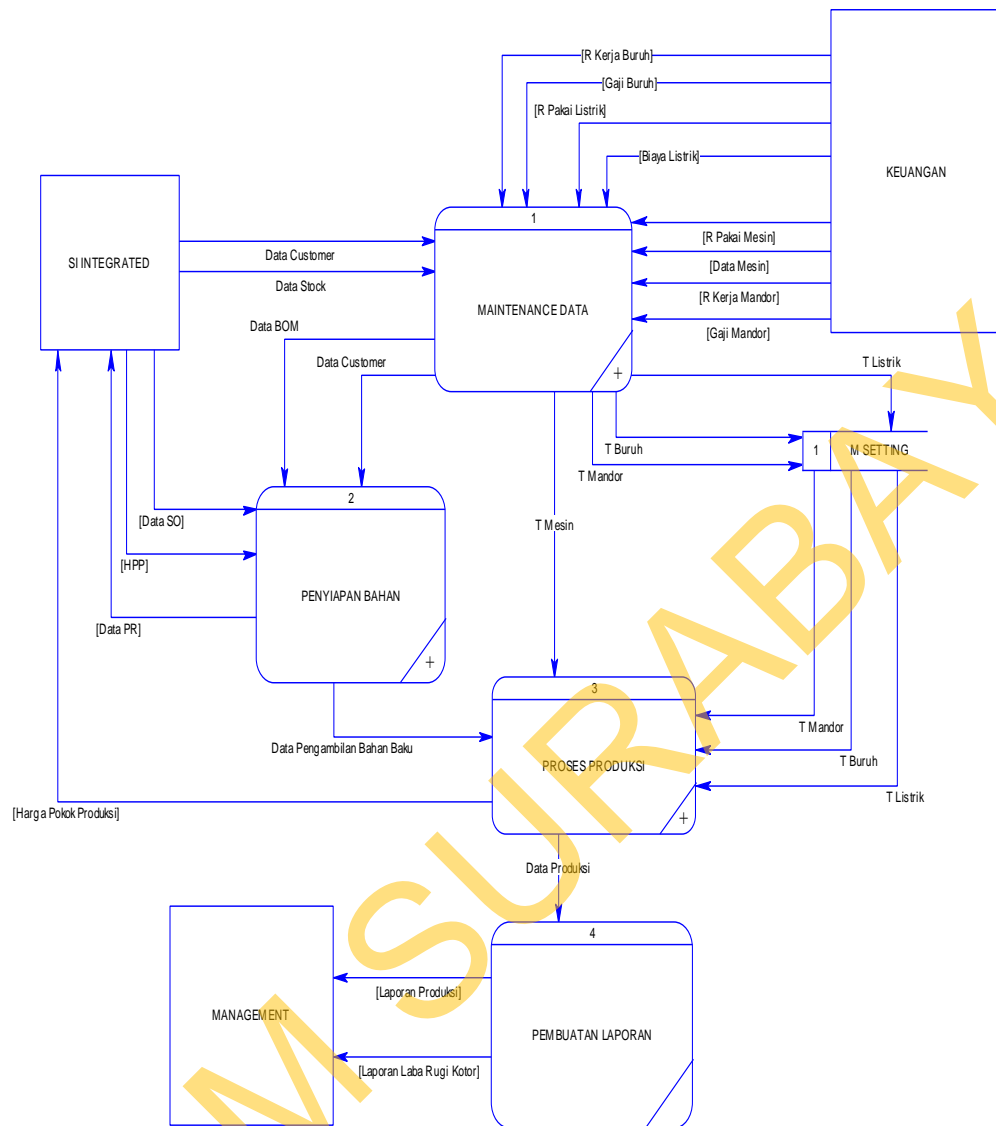 [R Kerja Buruh]
[Gaji Buruh]
[R Pakai Listrik]
[Biaya Listrik]
KEUANGAN
1
SI INTEGRATED
[R Pakai Mesin]
Data Customer
[Data Mesin]
Data Stock
[R Kerja Mandor]
MAINTENANCE DATA
Data BOM
[Gaji Mandor]
Data Customer
T Listrik
+
T Buruh
1
M SETTING
T Mandor
2
[Data SO]
T Mesin
[HPP]
PENYIAPAN BAHAN
[Data PR]
+
3
T Mandor
Data Pengambilan Bahan Baku
T Buruh
PROSES PRODUKSI
T Listrik
[Harga Pokok Produksi]
+
Data Produksi
4
[Laporan Produksi]
MANAGEMENT
PEMBUATAN LAPORAN
[Laporan Laba Rugi Kotor]
M SURABAY